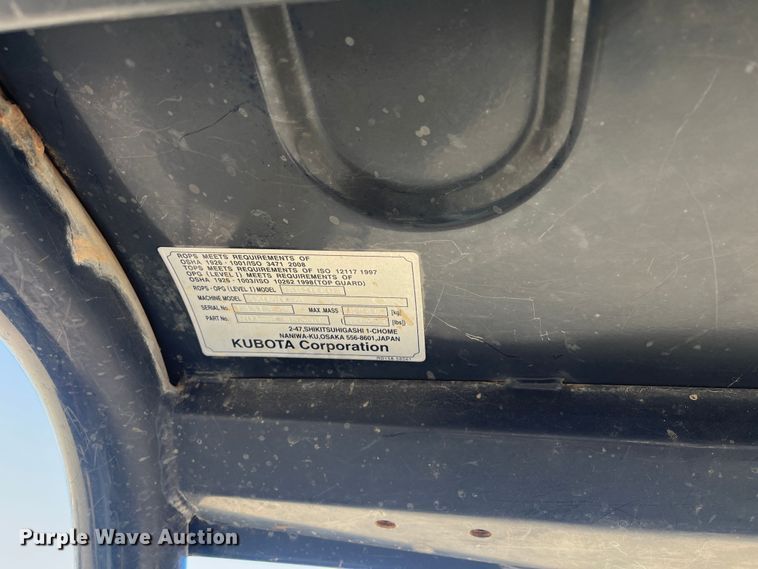 ROPS MEETS REQUIREMENTS OF
OSHA 1926・1001/ISO 3471 2008
TOPS MEETS REQUIREMENTS OF ISO 12117 1997
OPG (LEVEL I) MEETS REQUIREMENTS OF
OSHA 1926・1003/ISO 10262 1998 (TOP GUARD)
ROPS・OPG (LEVEL I) MODEL
MACHINE MODEL
SERIAL NO. MAX.MASS [kg]
PART NO. [lbs]
2-47,SHIKITSUHIGASHI 1-CHOME
NANIWA-KU,OSAKA 556-8601,JAPAN
KUBOTA Corporation
Purple Wave Auction